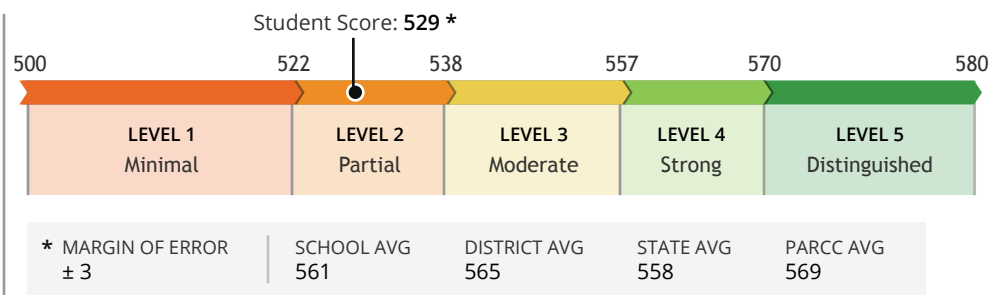 Student Score: 529 *
500 522 538 557 570 580
LEVEL 1 LEVEL 2 LEVEL 3 LEVEL 4 LEVEL 5
Minimal Partial Moderate Strong Distinguished
* MARGIN OF ERROR SCHOOL AVG DISTRICT AVG STATE AVG PARCC AVG
± 3 561 565 558 569